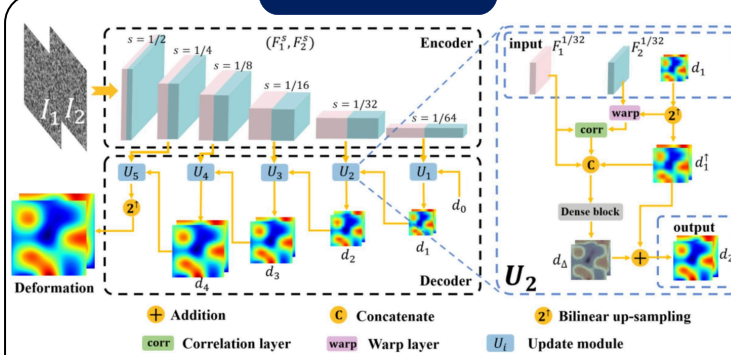 (F₁ˢ, F₂ˢ)
Encoder
s = 1/2
s = 1/4
s = 1/8
s = 1/16
s = 1/32
s = 1/64
I₁ I₂
U₅ U₄ U₃ U₂ U₁
2↑
d₀
d₄ d₃ d₂ d₁
Deformation
Decoder
input
F₁^1/32 F₂^1/32
d₁
warp
2↑
corr
C
d₁↑
Dense block
output
d_Δ
+
d₂
U₂
+ Addition
C Concatenate
2↑ Bilinear up-sampling
corr Correlation layer
warp Warp layer
Uᵢ Update module